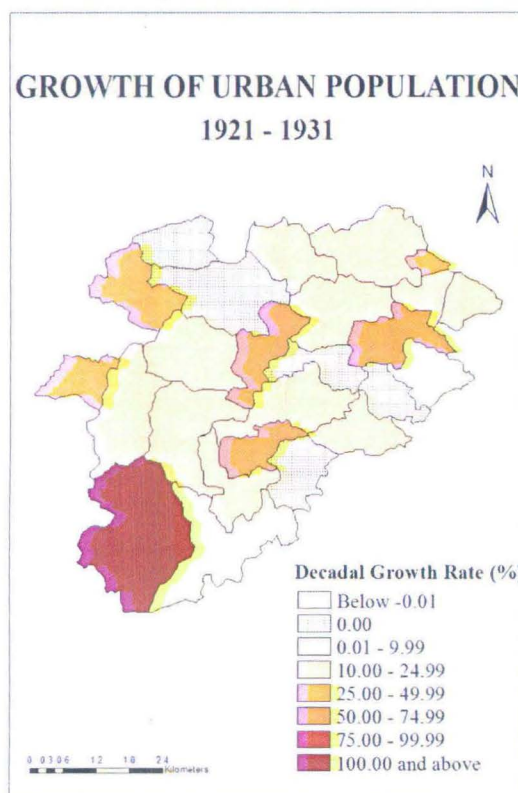 GROWTH OF URBAN POPULATION
1921 - 1931
N
Decadal Growth Rate (%
Below -0.01
0.00
0.01 - 9.99
10.00 - 24.99
25.00 - 49.99
50.00 - 74.99
75.00 - 99.99
100.00 and above
Kilometers